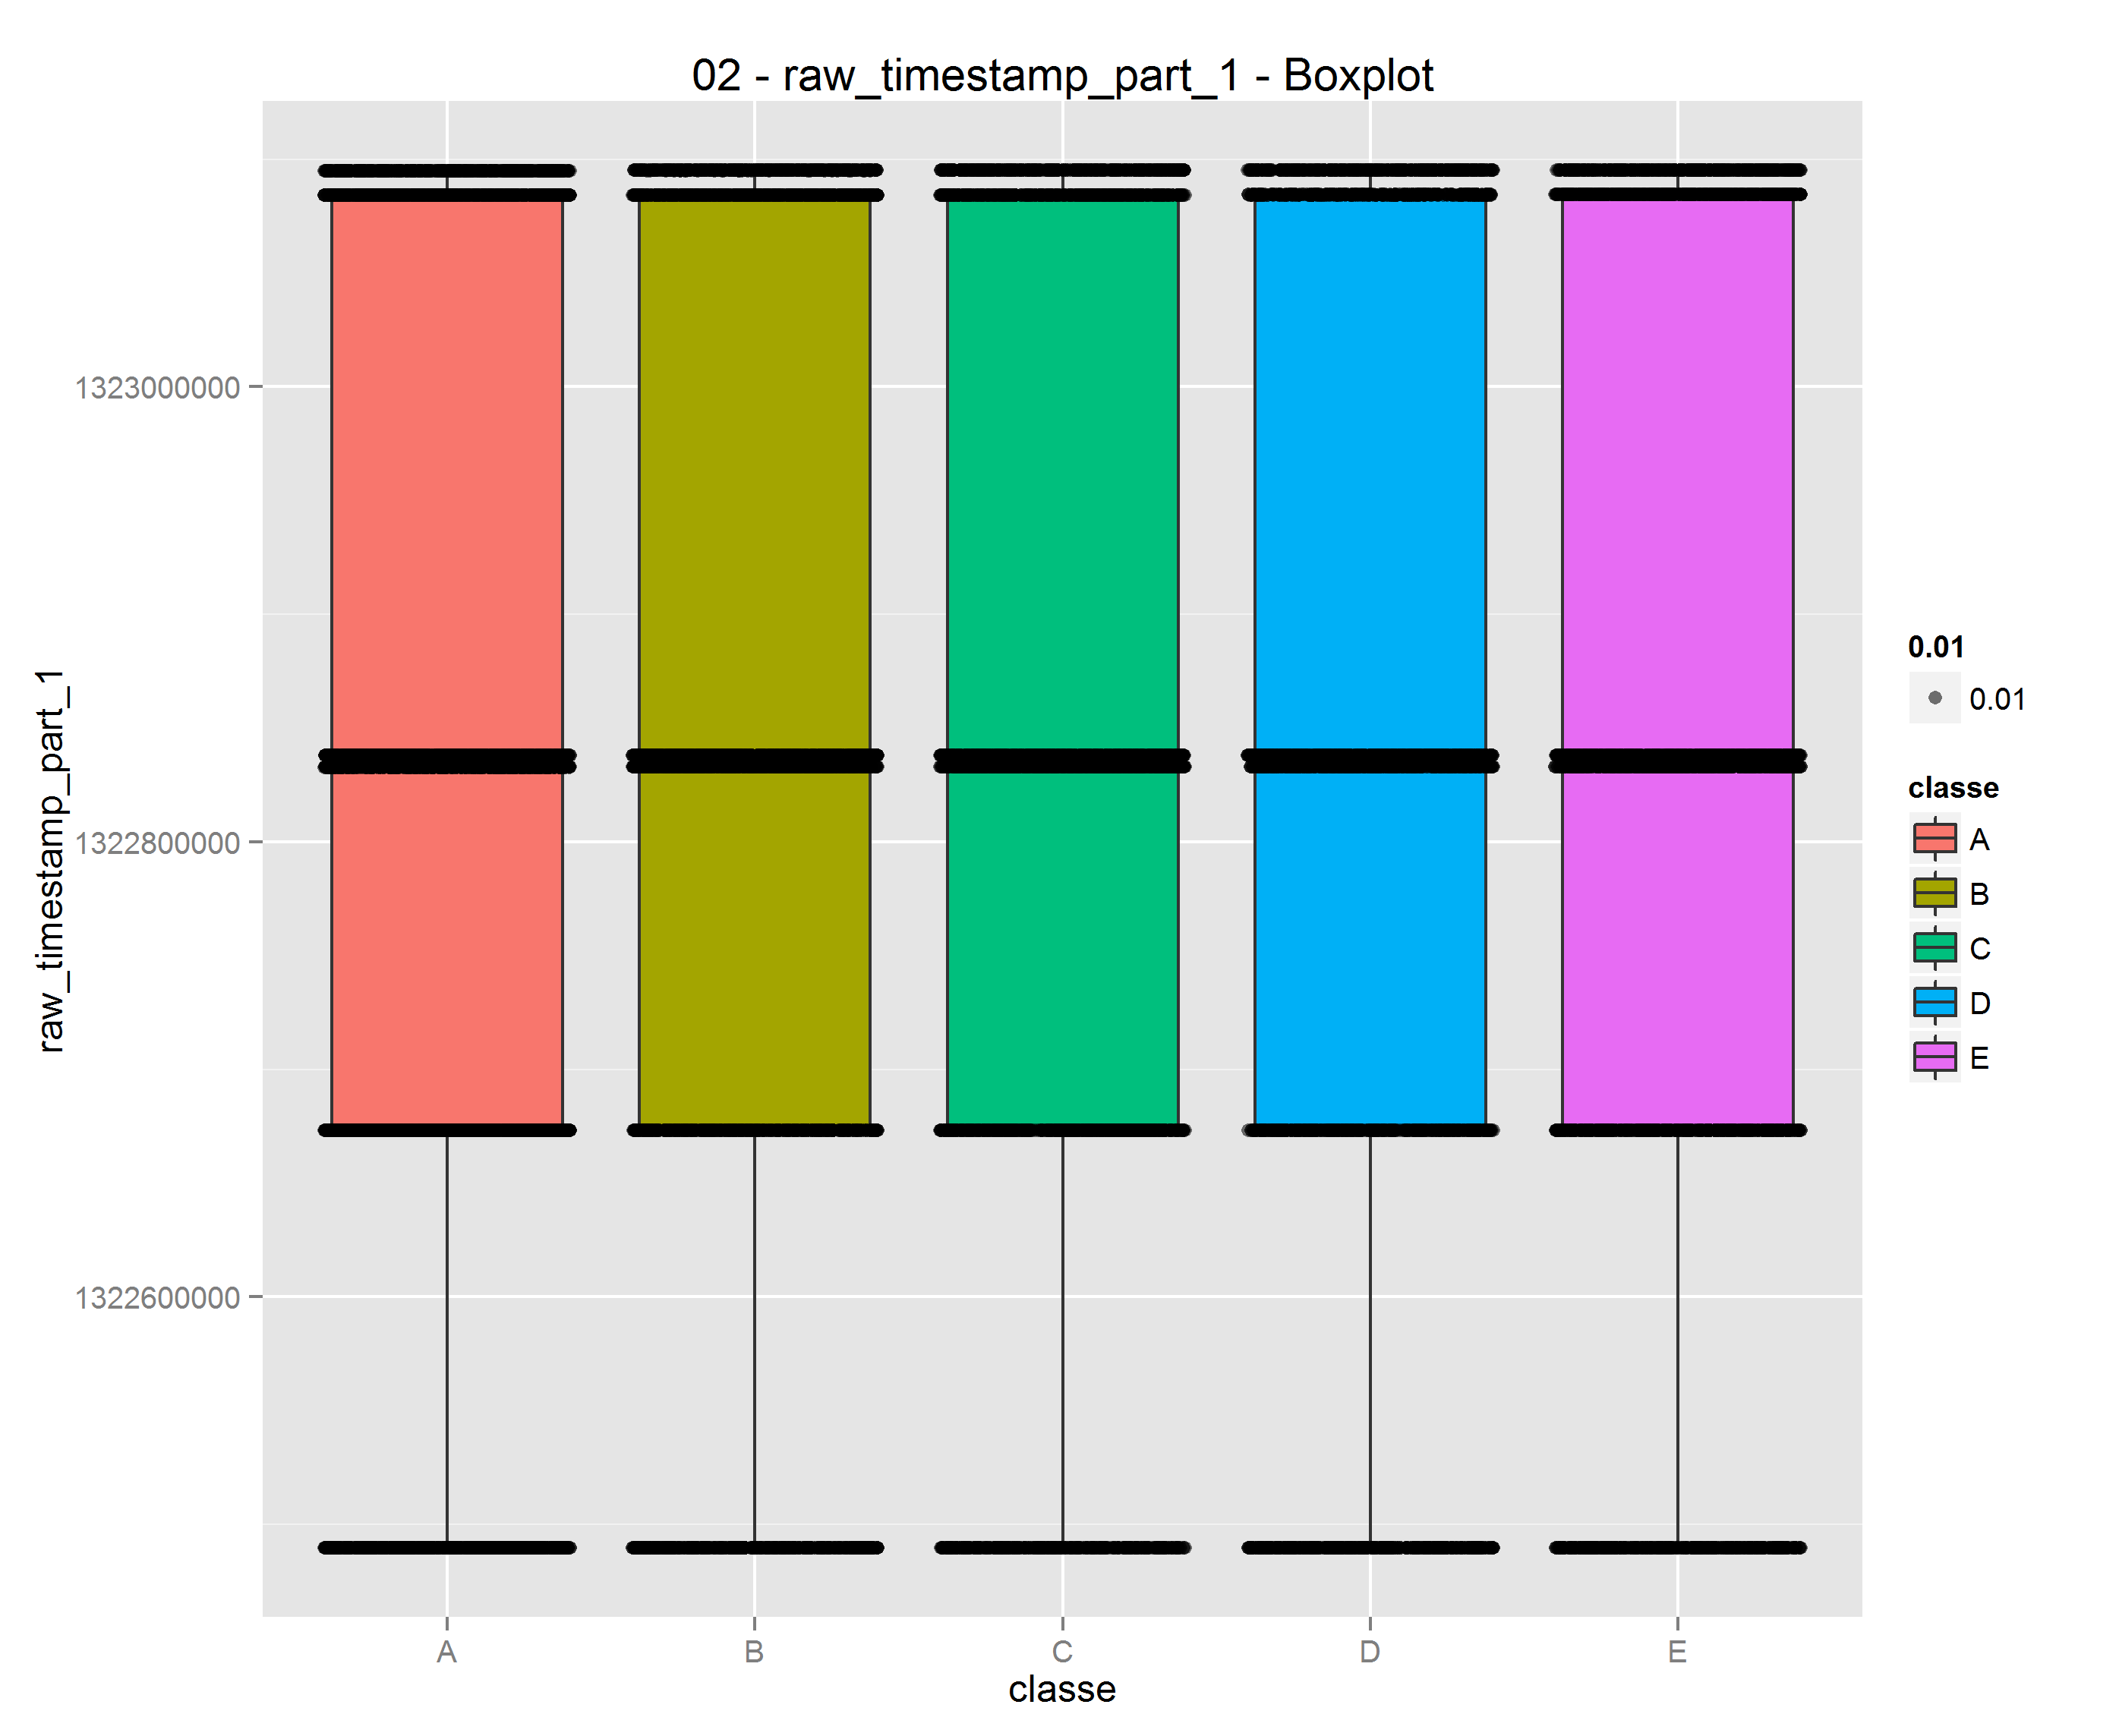 02 - raw_timestamp_part_1 - Boxplot
raw_timestamp_part_1
1323000000
1322800000
1322600000
A
B
C
D
E
classe
0.01
0.01
classe
A
B
C
D
E